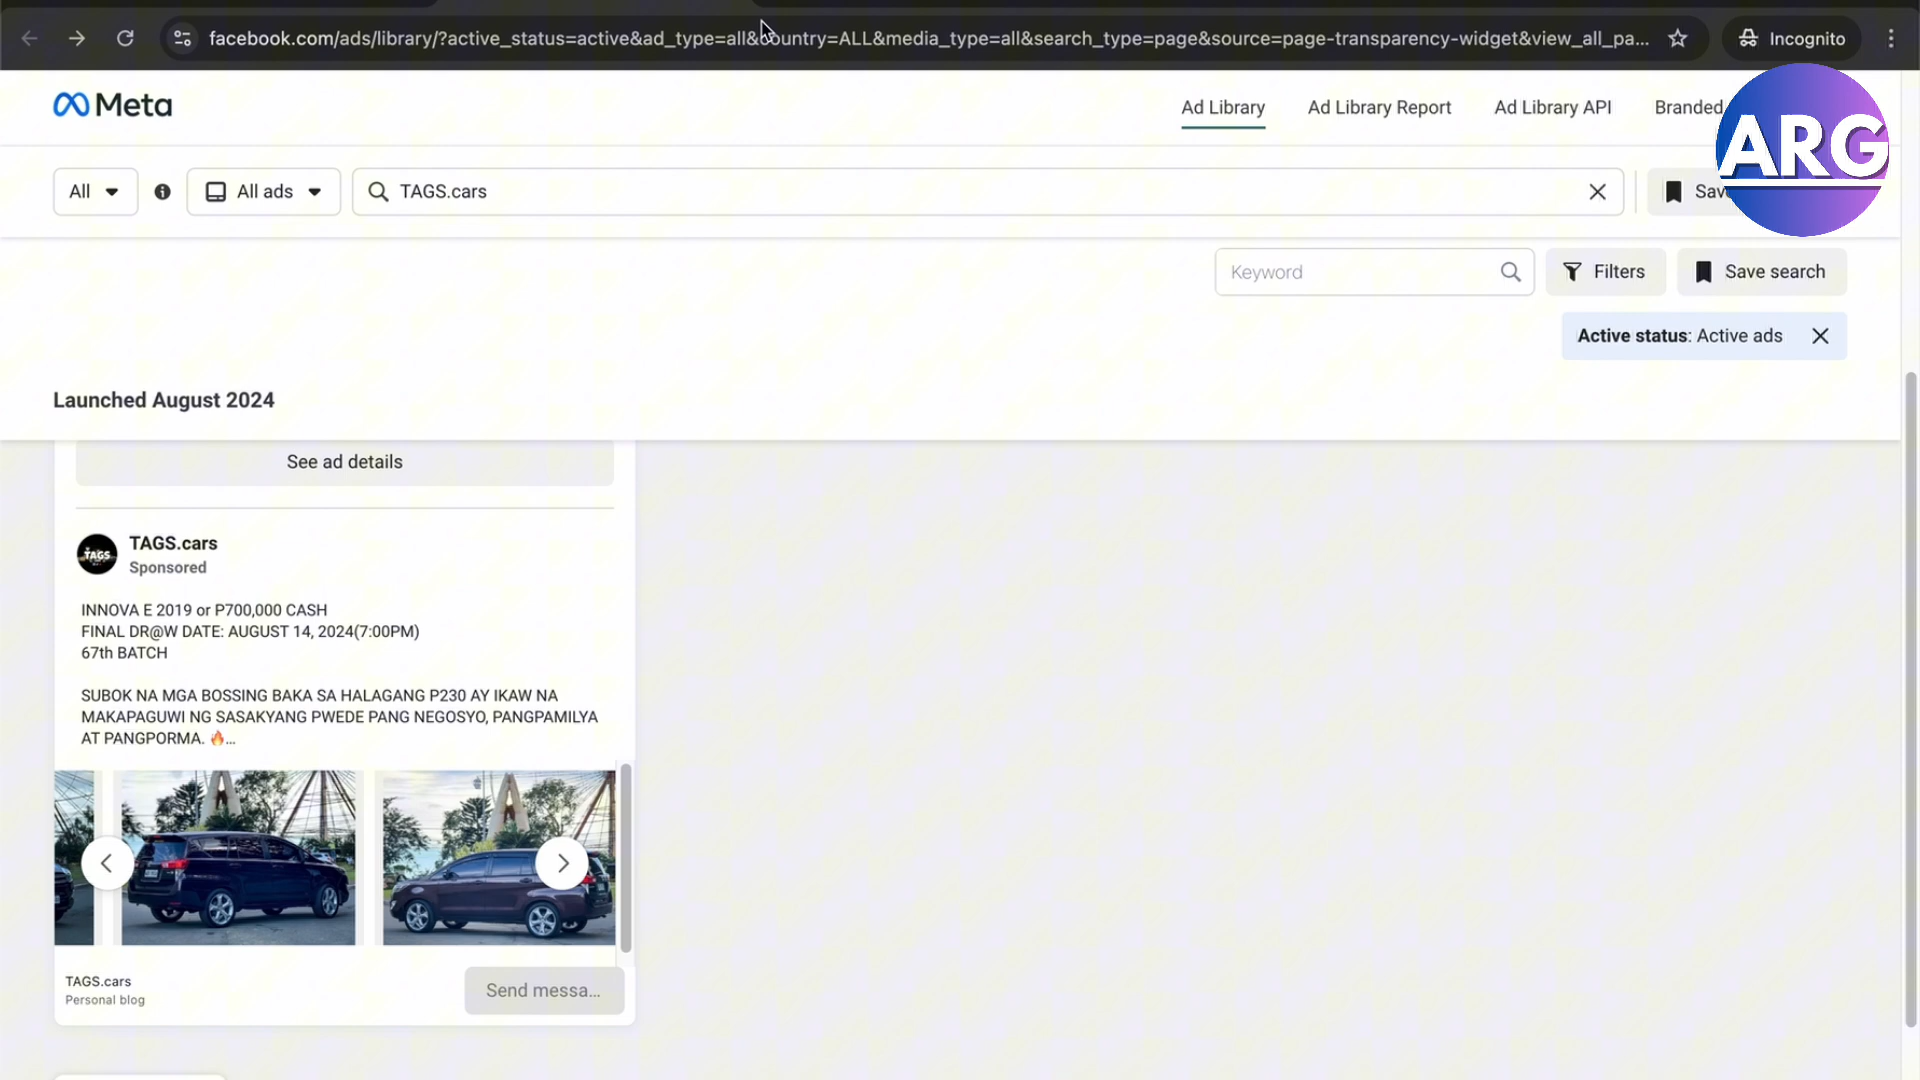 facebook.com/ads/library/?active_status=active&ad_type=all&country=ALL&media_type=all&search_type=page&source=page-transparency-widget&view_all_pa...
Incognito
Meta
Ad Library
Ad Library Report
Ad Library API
Branded
ARG
All
All ads
TAGS.cars
Save
Keyword
Filters
Save search
Active status: Active ads
Launched August 2024
See ad details
TAGS
TAGS.cars
Sponsored
INNOVA E 2019 or P700,000 CASH
FINAL DR@W DATE: AUGUST 14, 2024(7:00PM)
67th BATCH
SUBOK NA MGA BOSSING BAKA SA HALAGANG P230 AY IKAW NA
MAKAPAGUWI NG SASAKYANG PWEDE PANG NEGOSYO, PANGPAMILYA
AT PANGPORMA. 🔥...
TAGS.cars
Personal blog
Send messa...